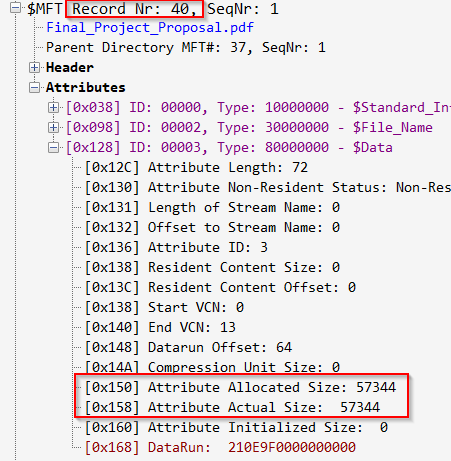 $MFT Record Nr: 40, SeqNr: 1
Final_Project_Proposal.pdf
Parent Directory MFT#: 37, SeqNr: 1
Header
Attributes
[0x038] ID: 00000, Type: 10000000 - $Standard_In
[0x098] ID: 00002, Type: 30000000 - $File_Name
[0x128] ID: 00003, Type: 80000000 - $Data
[0x12C] Attribute Length: 72
[0x130] Attribute Non-Resident Status: Non-Res
[0x131] Length of Stream Name: 0
[0x132] Offset to Stream Name: 0
[0x136] Attribute ID: 3
[0x138] Resident Content Size: 0
[0x13C] Resident Content Offset: 0
[0x138] Start VCN: 0
[0x140] End VCN: 13
[0x148] Datarun Offset: 64
[0x14A] Compression Unit Size: 0
[0x150] Attribute Allocated Size: 57344
[0x158] Attribute Actual Size: 57344
[0x160] Attribute Initialized Size: 0
[0x168] DataRun: 210E9F0000000000